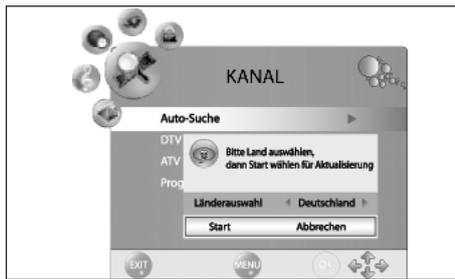 KANAL
Auto-Suche
DTV
ATV
Prog
Bitte Land auswählen,
dann Start wählen für Aktualisierung
Länderauswahl Deutschland
Start Abbrechen
EXIT MENU OK